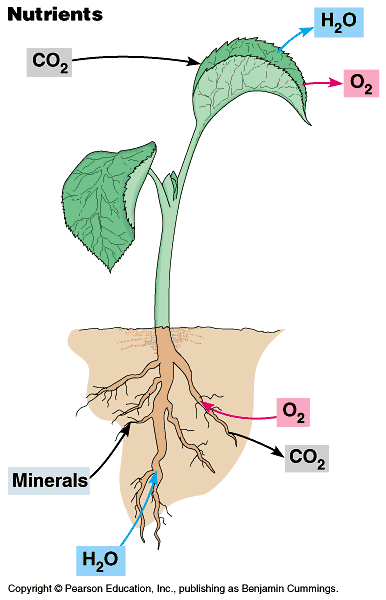 Nutrients
H₂O
CO₂
O₂
O₂
CO₂
Minerals
H₂O
Copyright © Pearson Education, Inc., publishing as Benjamin Cummings.